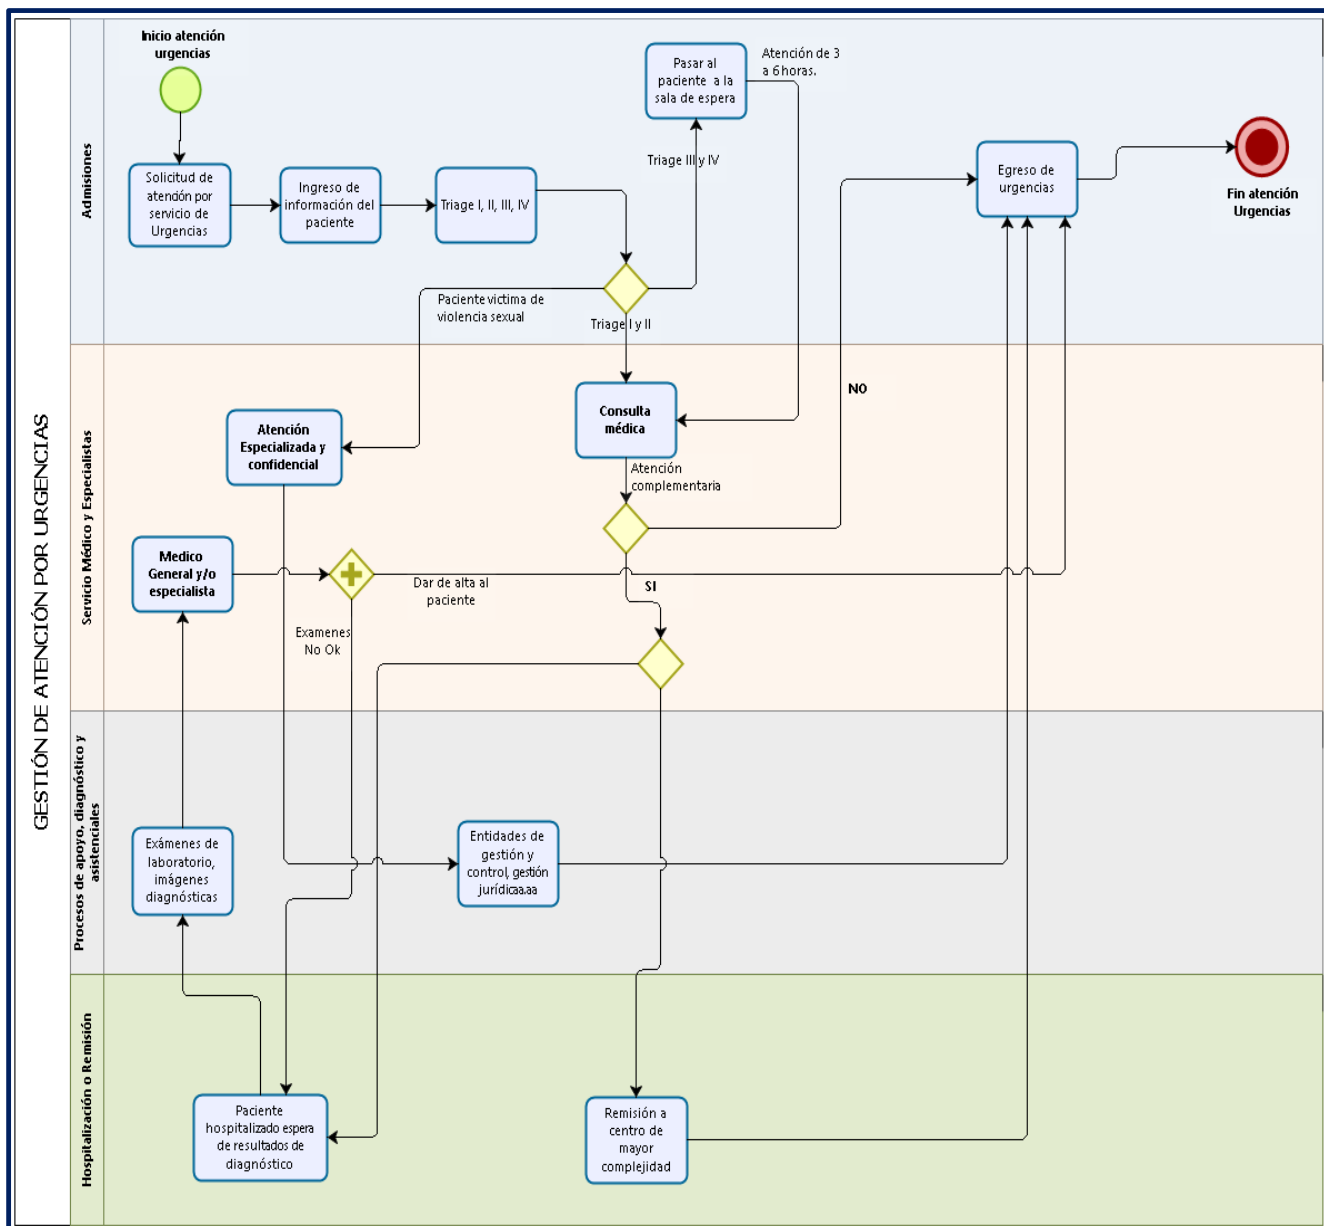 GESTIÓN DE ATENCIÓN POR URGENCIAS
Admisiones
Inicio atención
urgencias
Solicitud de
atención por
servicio de
Urgencias
Ingreso de
información del
paciente
Triage I, II, III, IV
Pasar al
paciente a la
sala de espera
Atención de 3
a 6 horas.
Triage III y IV
Egreso de
urgencias
Fin atención
Urgencias
Paciente victima de
violencia sexual
Triage I y II
Servicio Médico y Especialistas
Atención
Especializada y
confidencial
Consulta
médica
NO
Atención
complementaria
Medico
General y/o
especialista
Dar de alta al
paciente
SI
Examenes
No Ok
Procesos de apoyo, diagnóstico y
asistenciales
Exámenes de
laboratorio,
imágenes
diagnósticas
Entidades de
gestión y
control, gestión
jurídicaa.aa
Hospitalización o Remisión
Paciente
hospitalizado espera
de resultados de
diagnóstico
Remisión a
centro de
mayor
complejidad